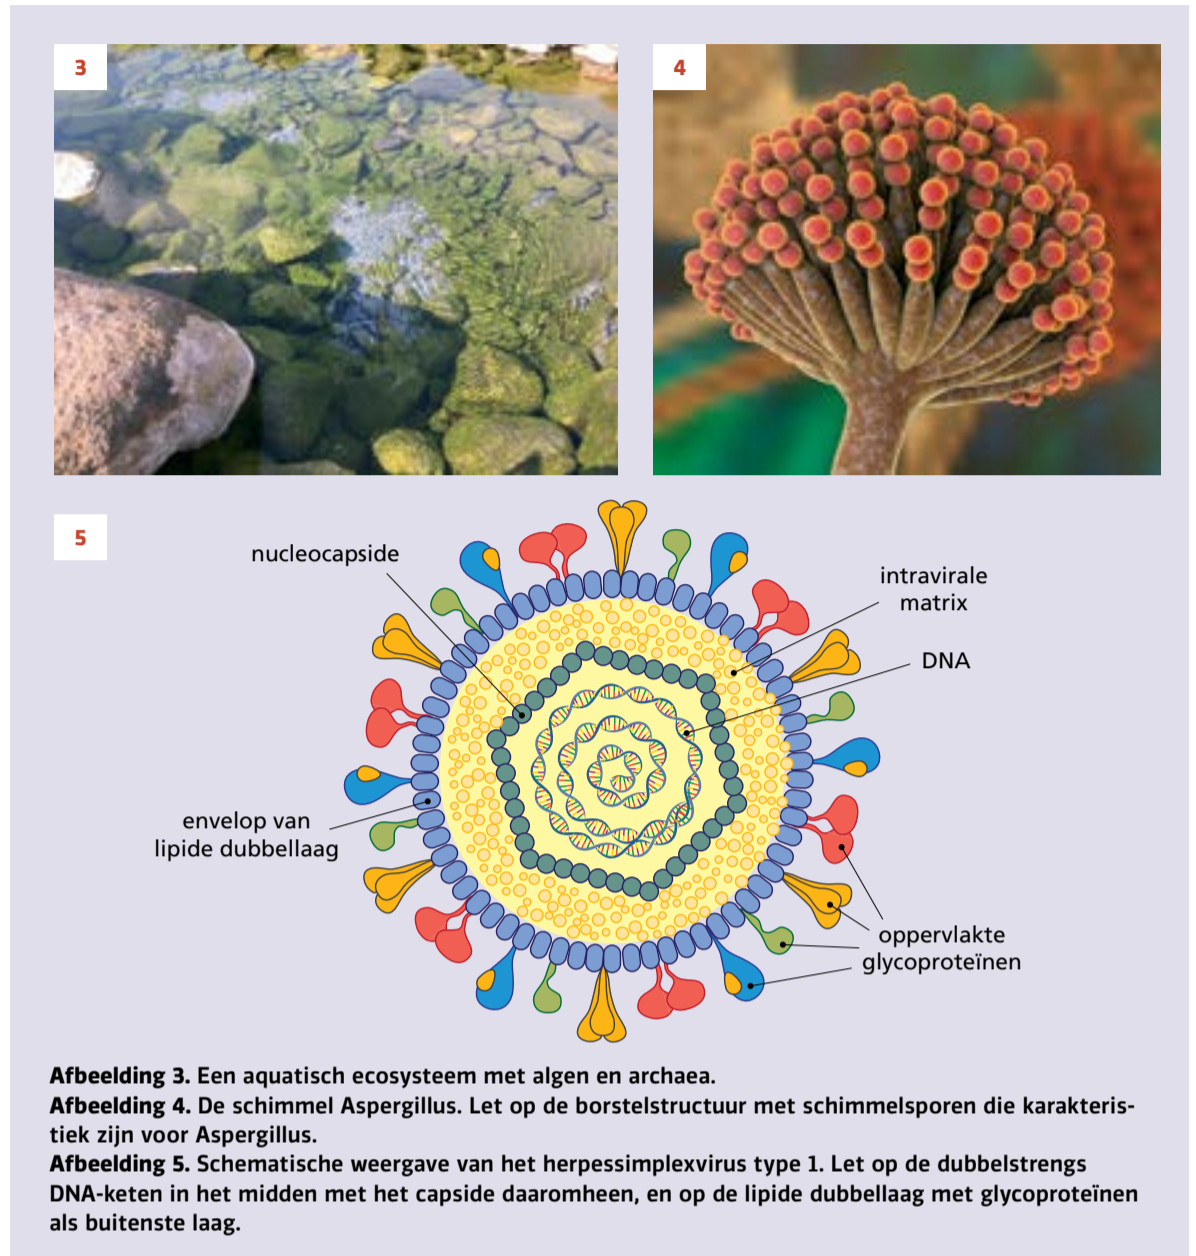 3
4
5
nucleocapside
intravirale
matrix
DNA
envelop van
lipide dubbellaag
oppervlakte
glycoproteïnen
Afbeelding 3. Een aquatisch ecosysteem met algen en archaea.
Afbeelding 4. De schimmel Aspergillus. Let op de borstelstructuur met schimmelsporen die karakteris-
tiek zijn voor Aspergillus.
Afbeelding 5. Schematische weergave van het herpessimplexvirus type 1. Let op de dubbelstrengs
DNA-keten in het midden met het capside daaromheen, en op de lipide dubbellaag met glycoproteïnen
als buitenste laag.